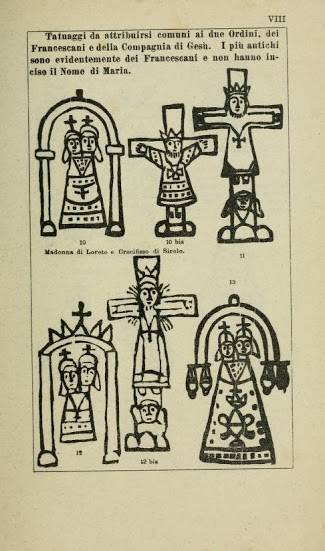 VIII
Tatuaggi da attribuirsi comuni ai due Ordini, dei
Francescani e della Compagnia di Gesù. I più antichi
sono evidentemente dei Francescani e non hanno in-
ciso il Nome di Maria.
10
10 bis
11
Madonna di Loreto e Crocifisso di Sirolo.
13
12
12 bis